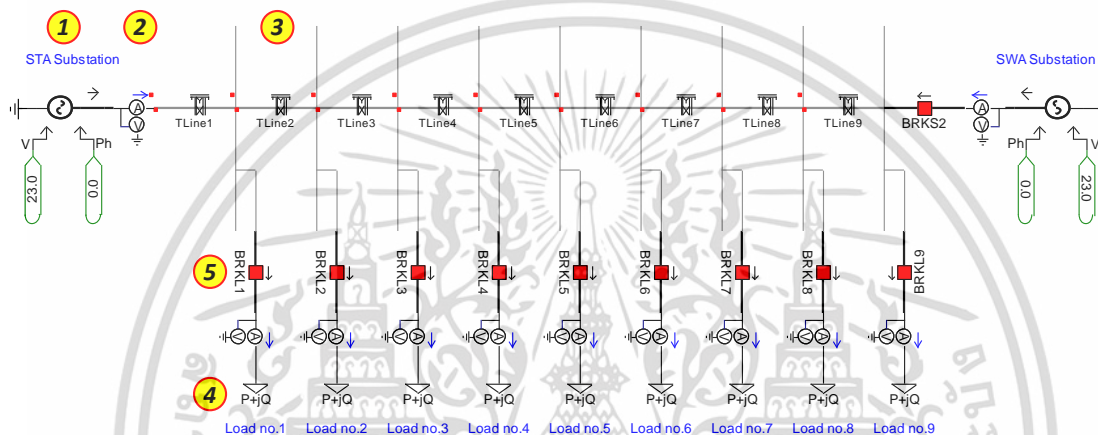 1 2 3
STA Substation SWA Substation
A A
V V
TLine1 TLine2 TLine3 TLine4 TLine5 TLine6 TLine7 TLine8 TLine9 BRKS2
V Ph Ph V
23.0 0.0 0.0 23.0
5 BRKL1 BRKL2 BRKL3 BRKL4 BRKL5 BRKL6 BRKL7 BRKL8 BRKL9
V A V A V A V A V A V A V A V A V A
4 P+jQ P+jQ P+jQ P+jQ P+jQ P+jQ P+jQ P+jQ P+jQ
Load no.1 Load no.2 Load no.3 Load no.4 Load no.5 Load no.6 Load no.7 Load no.8 Load no.9